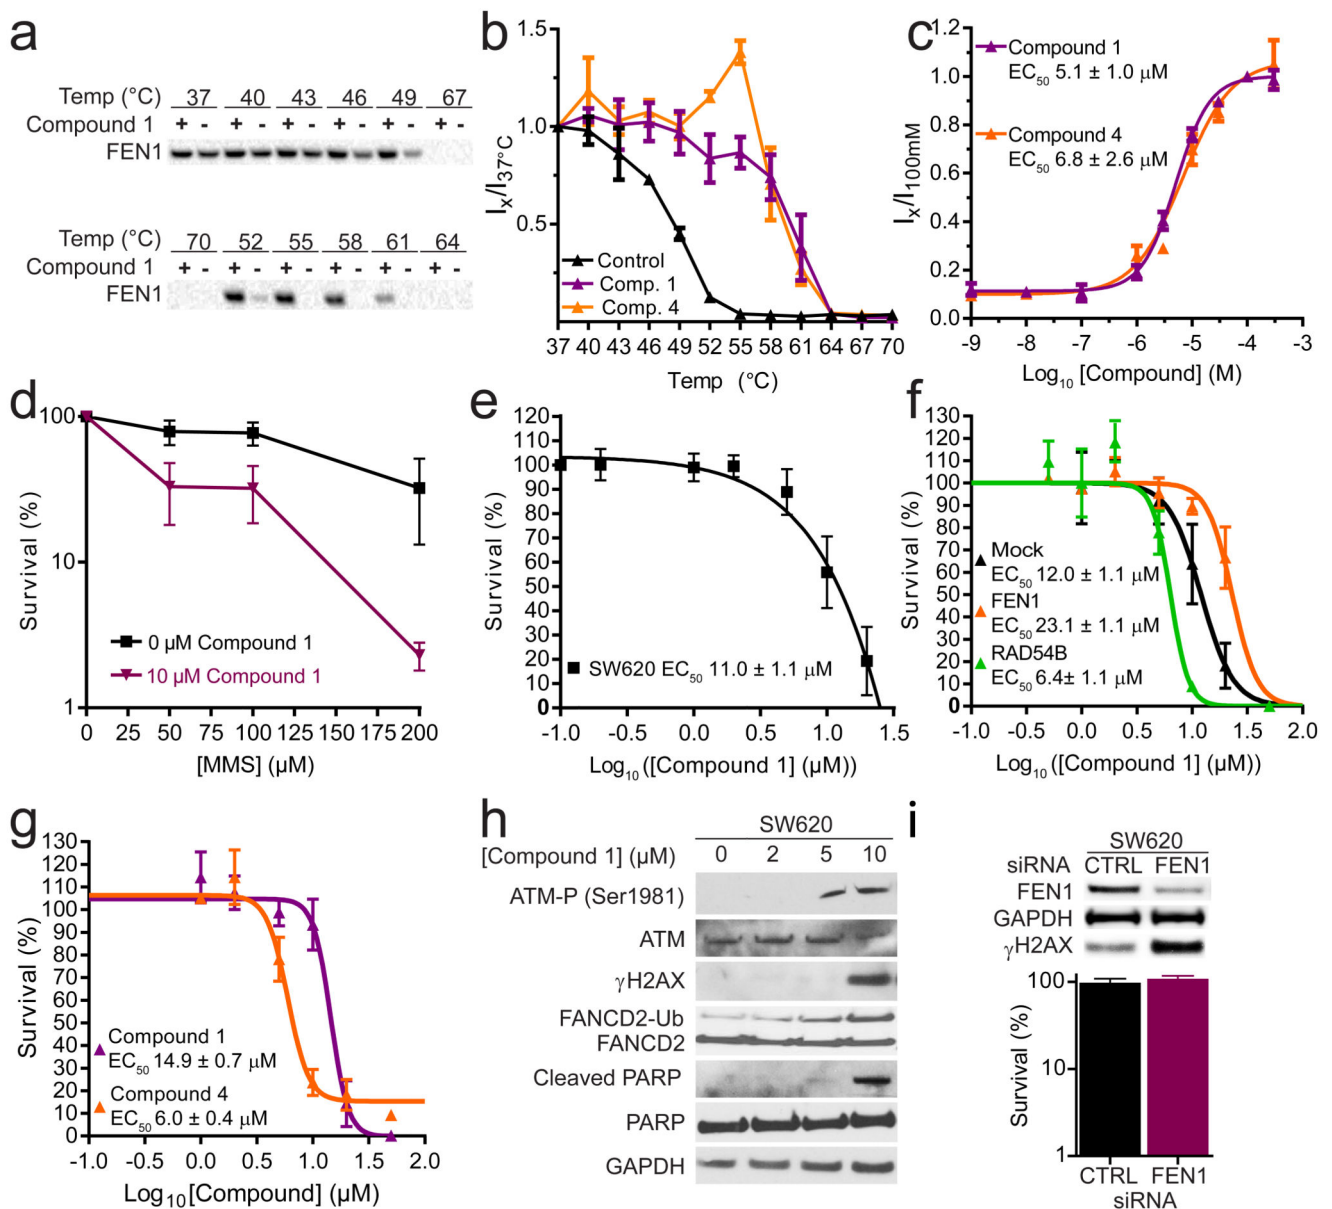 a
Temp (°C) 37 40 43 46 49 67
Compound 1 + - + - + - + - + - + -
FEN1
Temp (°C) 70 52 55 58 61 64
Compound 1 + - + - + - + - + - + -
FEN1
b
1.5
1.0
0.5
Iₓ/I₃₇°C
Control
Comp. 1
Comp. 4
37 40 43 46 49 52 55 58 61 64 67 70
Temp (°C)
c
Compound 1
EC₅₀ 5.1 ± 1.0 μM
Compound 4
EC₅₀ 6.8 ± 2.6 μM
1.2
1.0
0.8
0.6
0.4
0.2
0.0
Iₓ/I₁₀₀mM
-9 -8 -7 -6 -5 -4 -3
Log₁₀ [Compound] (M)
d
100
10
1
Survival (%)
0 μM Compound 1
10 μM Compound 1
0 25 50 75 100 125 150 175 200
[MMS] (μM)
e
120
110
100
90
80
70
60
50
40
30
20
10
0
Survival (%)
SW620 EC₅₀ 11.0 ± 1.1 μM
-1.0 -0.5 0.0 0.5 1.0 1.5
Log₁₀([Compound 1] (μM))
f
130
120
110
100
90
80
70
60
50
40
30
20
10
0
Survival (%)
Mock
EC₅₀ 12.0 ± 1.1 μM
FEN1
EC₅₀ 23.1 ± 1.1 μM
RAD54B
EC₅₀ 6.4± 1.1 μM
-1.0 -0.5 0.0 0.5 1.0 1.5 2.0
Log₁₀([Compound 1] (μM))
g
130
120
110
100
90
80
70
60
50
40
30
20
10
0
Survival (%)
Compound 1
EC₅₀ 14.9 ± 0.7 μM
Compound 4
EC₅₀ 6.0 ± 0.4 μM
-1.0 -0.5 0.0 0.5 1.0 1.5 2.0
Log₁₀[Compound] (μM)
h
SW620
[Compound 1] (μM) 0 2 5 10
ATM-P (Ser1981)
ATM
γH2AX
FANCD2-Ub
FANCD2
Cleaved PARP
PARP
GAPDH
i
SW620
siRNA CTRL FEN1
FEN1
GAPDH
γH2AX
100
10
1
Survival (%)
CTRL FEN1
siRNA